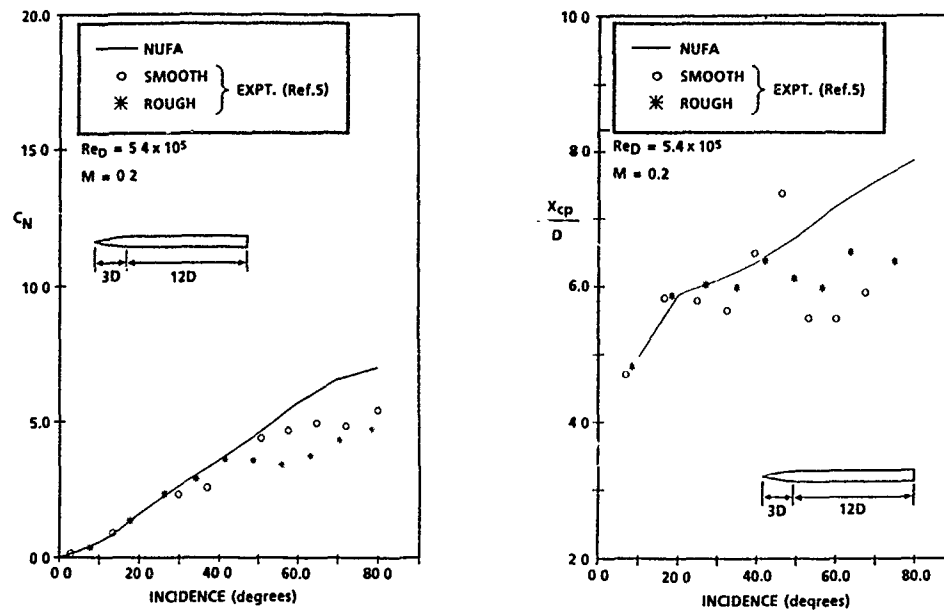 20.0
NUFA
SMOOTH
ROUGH
EXPT. (Ref.5)
15.0
ReD = 5 4 x 10⁵
M = 0 2
CN
3D
12D
10 0
5.0
0 0
0 0
20.0
40 0
60.0
80.0
INCIDENCE (degrees)
10 0
NUFA
SMOOTH
ROUGH
EXPT. (Ref.5)
8 0
ReD = 5.4 x 10⁵
M = 0.2
Xcp
D
6 0
4 0
3D
12D
2 0
0 0
20.0
40.0
60.0
80.0
INCIDENCE (degrees)